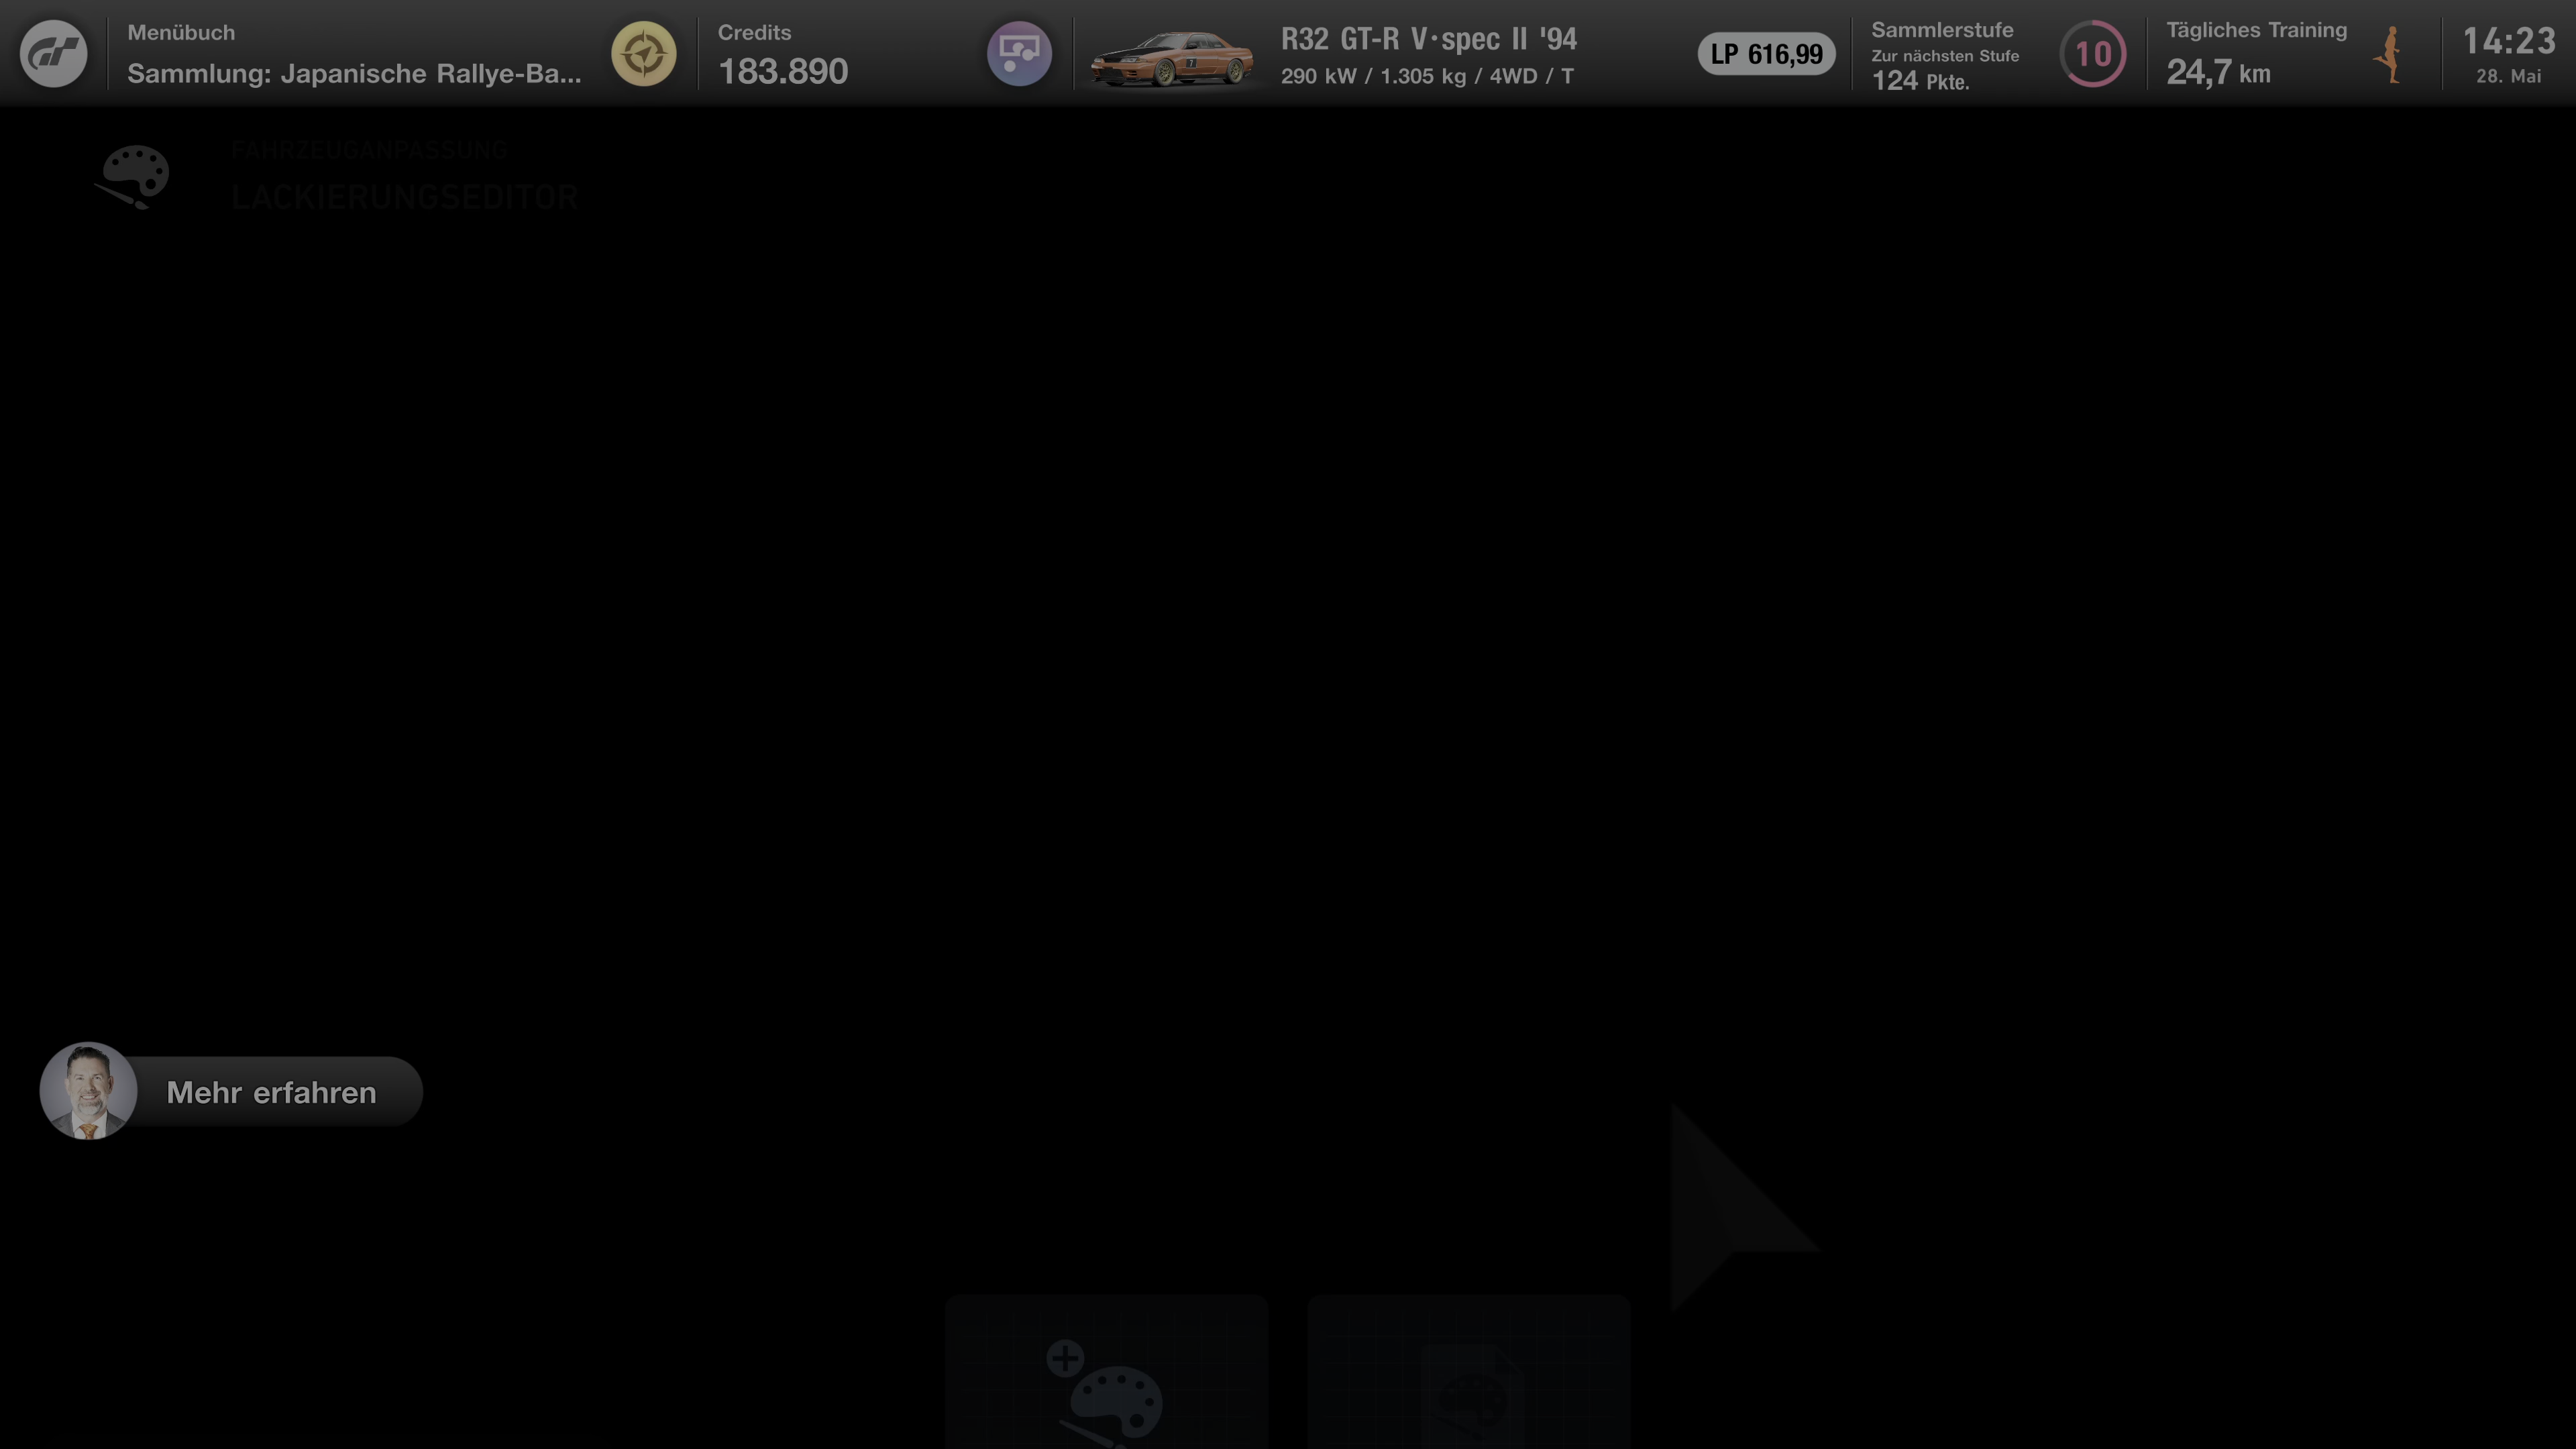 Menübuch
Sammlung: Japanische Rallye-Ba...
Credits
183.890
R32 GT-R V·spec II '94
290 kW / 1.305 kg / 4WD / T
LP 616,99
Sammlerstufe
Zur nächsten Stufe
124 Pkte.
10
Tägliches Training
24,7 km
14:23
28. Mai
FAHRZEUGANPASSUNG
LACKIERUNGSEDITOR
Mehr erfahren